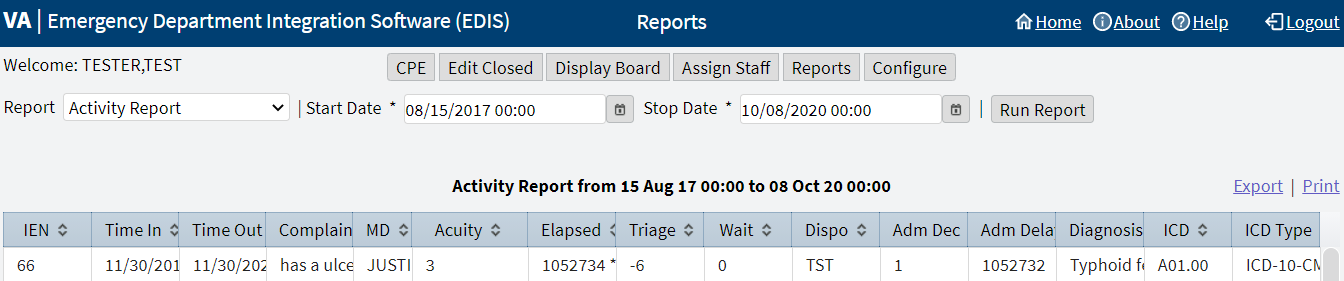 VA | Emergency Department Integration Software (EDIS) Reports Home About Help Logout
Welcome: TESTER,TEST CPE Edit Closed Display Board Assign Staff Reports Configure
Report Activity Report | Start Date * 08/15/2017 00:00 Stop Date * 10/08/2020 00:00 | Run Report
Activity Report from 15 Aug 17 00:00 to 08 Oct 20 00:00 Export | Print
IEN Time In Time Out Complain MD Acuity Elapsed Triage Wait Dispo Adm Dec Adm Dela Diagnosis ICD ICD Type
66 11/30/201 11/30/202 has a ulce JUSTI 3 1052734 * -6 0 TST 1 1052732 Typhoid fe A01.00 ICD-10-CM